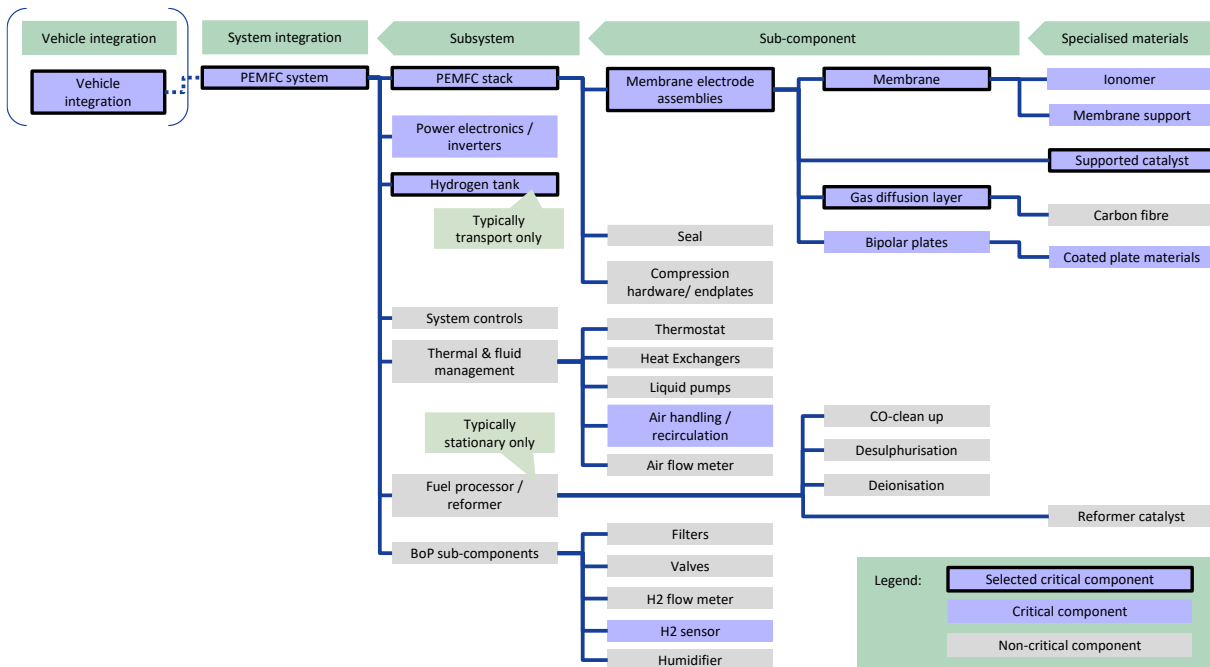 Vehicle integration
System integration
Subsystem
Sub-component
Specialised materials
Vehicle
integration
PEMFC system
PEMFC stack
Membrane electrode
assemblies
Membrane
Ionomer
Membrane support
Power electronics /
inverters
Supported catalyst
Hydrogen tank
Gas diffusion layer
Typically
transport only
Carbon fibre
Seal
Bipolar plates
Coated plate materials
Compression
hardware/ endplates
System controls
Thermostat
Thermal & fluid
management
Heat Exchangers
Liquid pumps
Air handling /
recirculation
CO-clean up
Typically
stationary only
Desulphurisation
Air flow meter
Fuel processor /
reformer
Deionisation
Reformer catalyst
Filters
BoP sub-components
Valves
H2 flow meter
H2 sensor
Humidifier
Legend:
Selected critical component
Critical component
Non-critical component